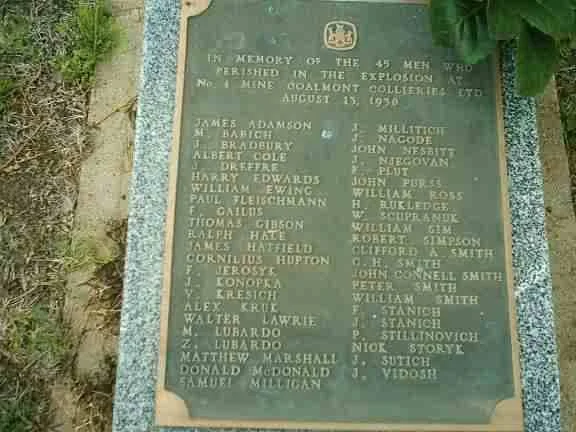 IN MEMORY OF THE 45 MEN WHO
PERISHED IN THE EXPLOSION AT
No. 4 MINE COALMONT COLLIERIES LTD
AUGUST 13, 1930
JAMES ADAMSON
M. BABICH
J. BRADBURY
ALBERT COLE
J. DREFFRE
HARRY EDWARDS
WILLIAM EWING
PAUL FLEISCHMANN
F. GAILUS
THOMAS GIBSON
RALPH HATE
JAMES HATFIELD
CORNILIUS HUPTON
F. JEROSYK
J. KONOPKA
V. KRESICH
ALEX KRUK
WALTER LAWRIE
M. LUBARDO
Z. LUBARDO
MATTHEW MARSHALL
DONALD McDONALD
SAMUEL MILLIGAN
J. MILLITICH
J. NAGODE
JOHN NESBITT
J. NJEGOVAN
F. PLUT
JOHN PURSS
WILLIAM ROSS
H. RUKLEDGE
W. SCUPRANUK
WILLIAM SIM
ROBERT SIMPSON
CLIFFORD A. SMITH
G. H. SMITH
JOHN CONNELL SMITH
PETER SMITH
WILLIAM SMITH
F. STANICH
J. STANICH
P. STILLINOVICH
NICK STORYK
J. SUTICH
J. VIDOSH